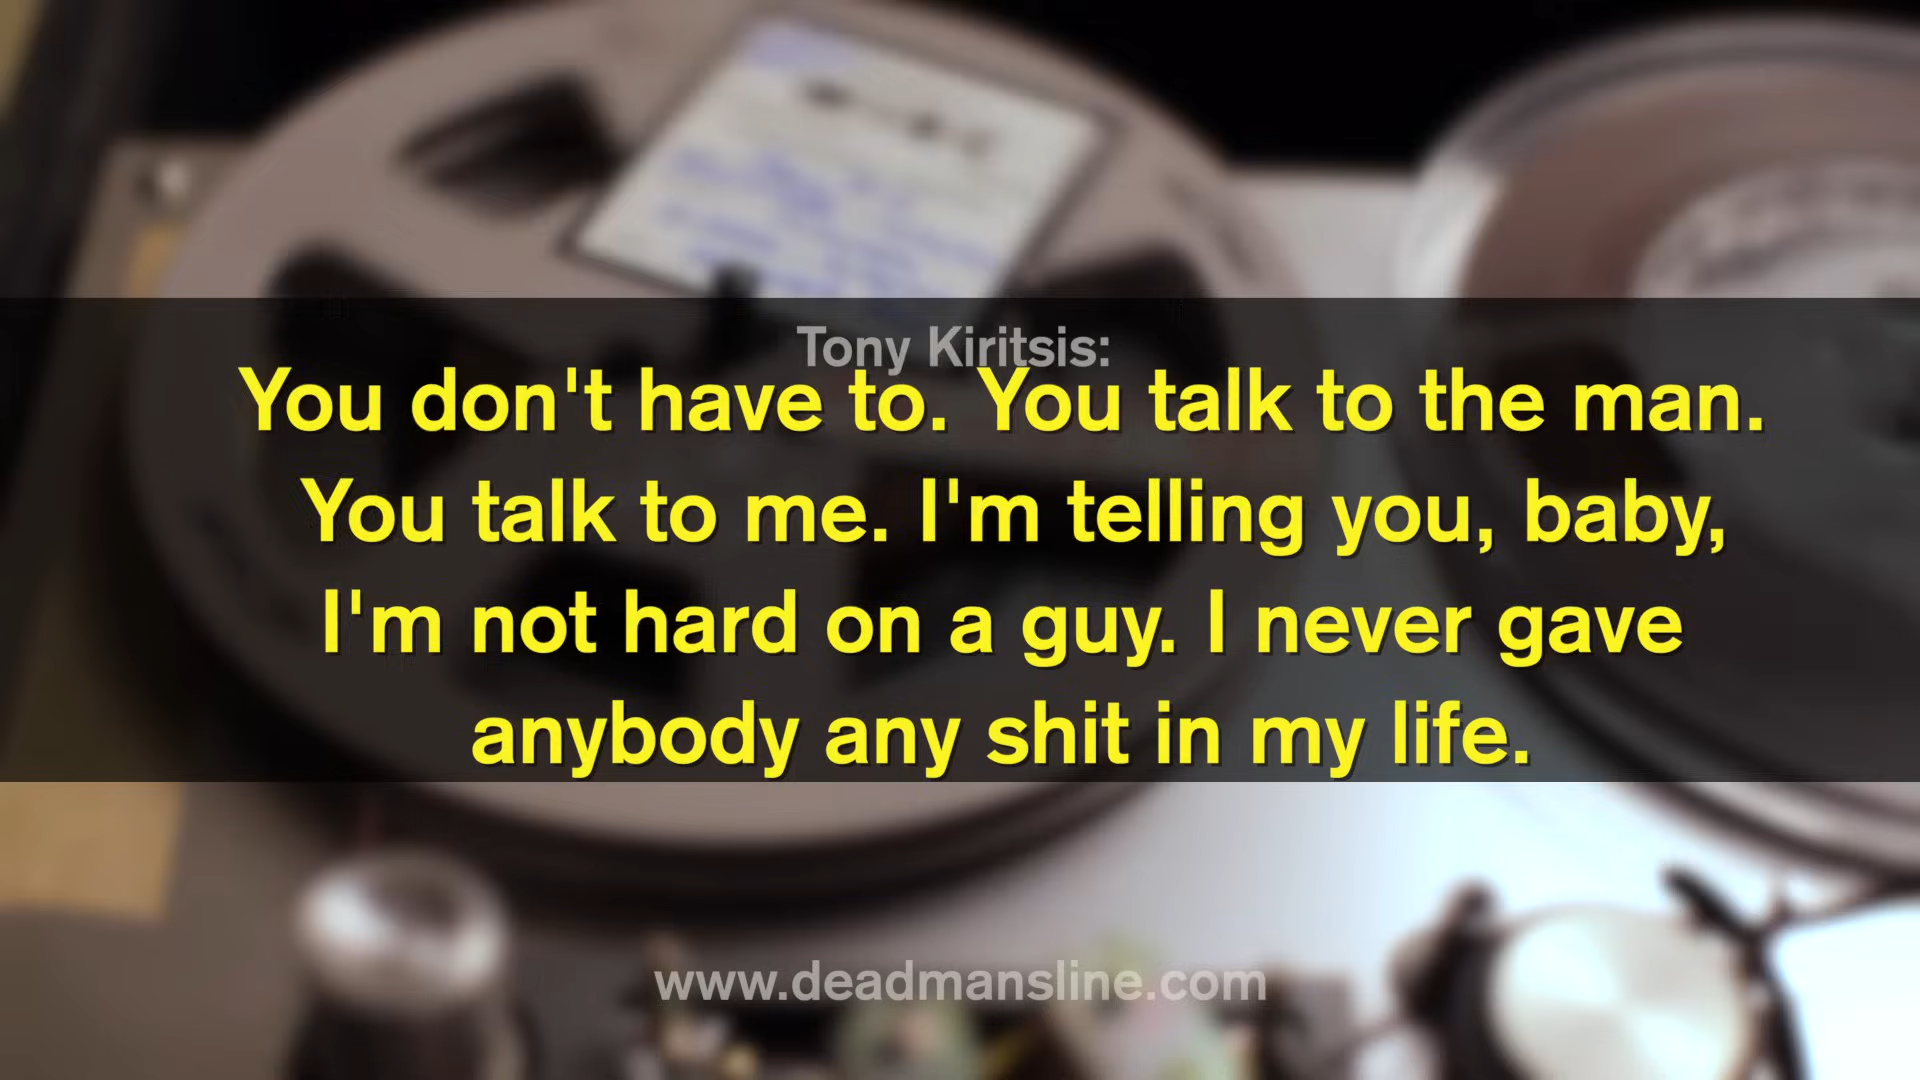 Tony Kiritsis:
You don't have to. You talk to the man.
You talk to me. I'm telling you, baby,
I'm not hard on a guy. I never gave
anybody any shit in my life.
www.deadmansline.com